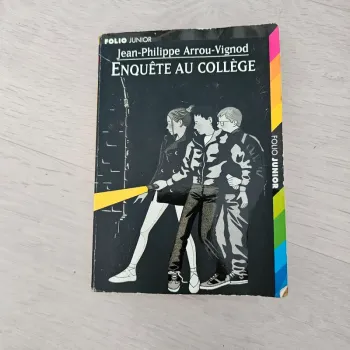 FOLIO JUNIOR
Jean-Philippe Arrou-Vignod
ENQUÊTE AU COLLÈGE
FOLIO JUNIOR